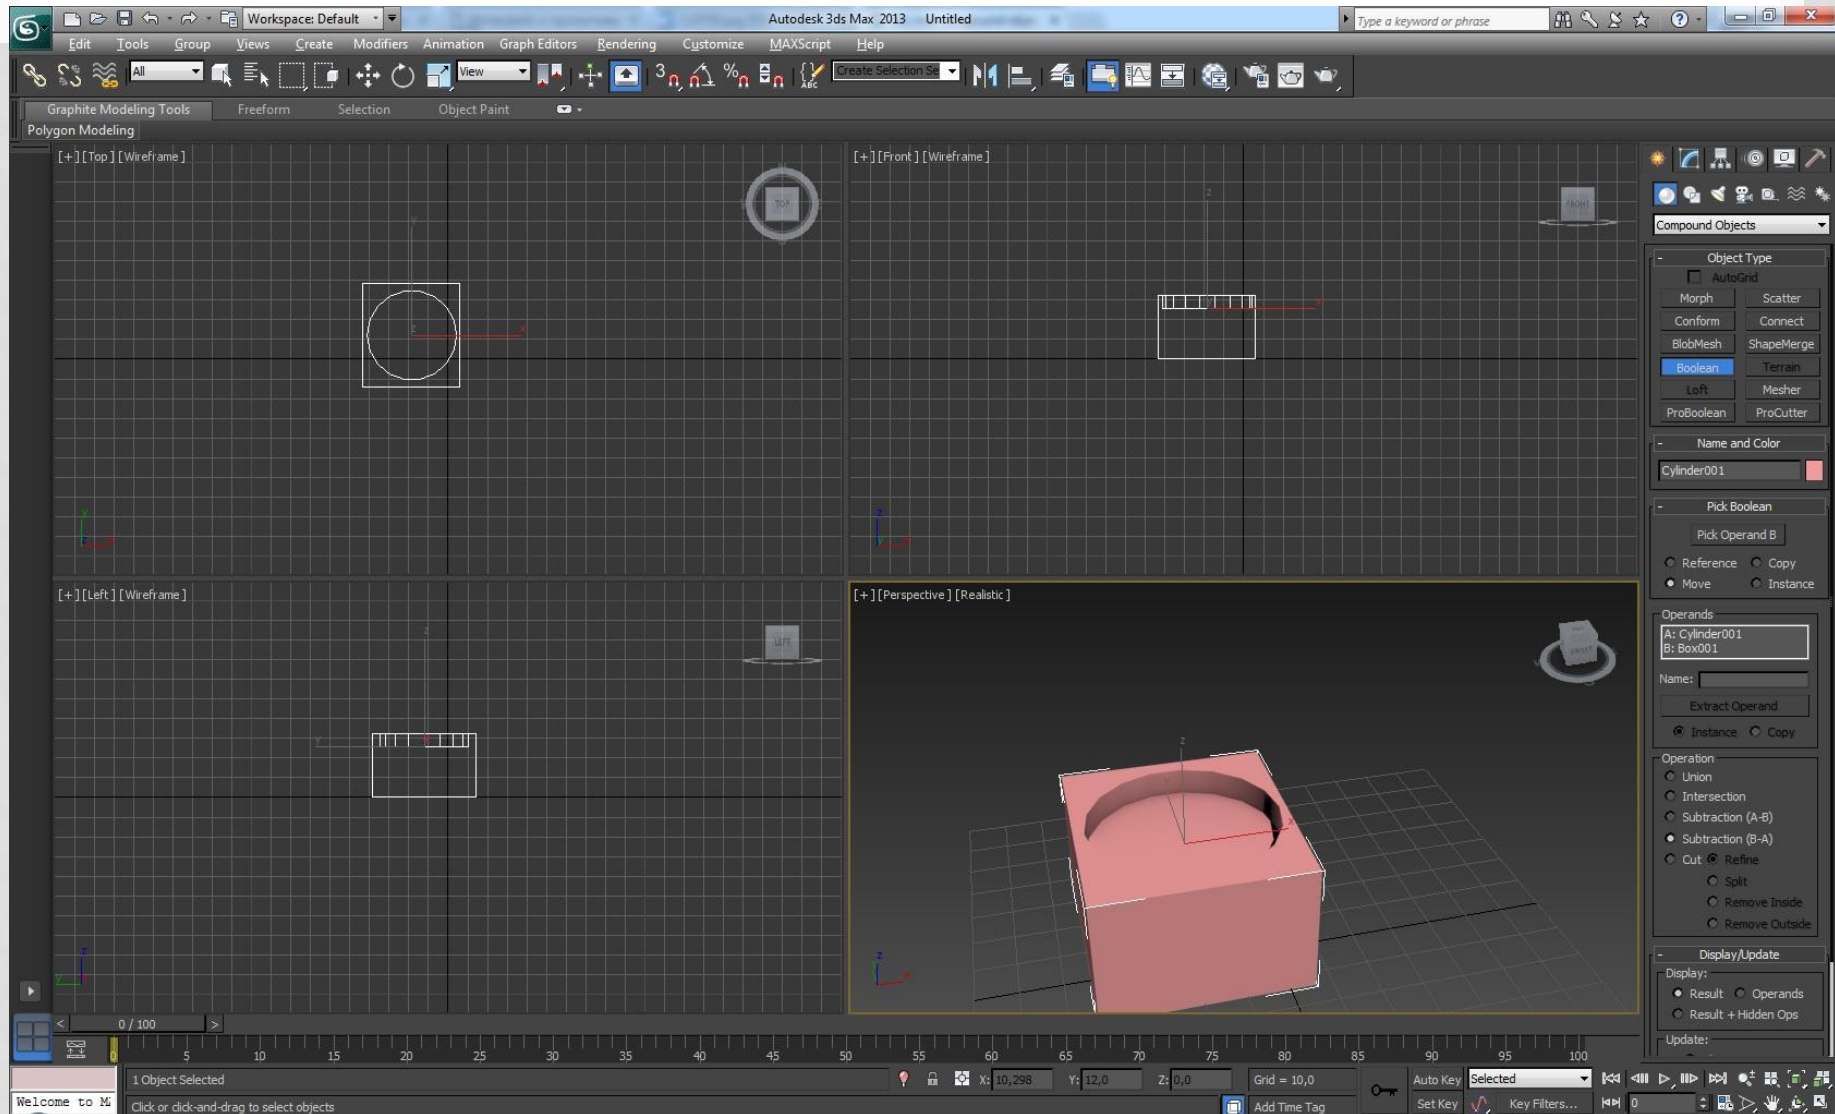 Workspace: Default
Autodesk 3ds Max 2013 Untitled
Type a keyword or phrase
Edit Tools Group Views Create Modifiers Animation Graph Editors Rendering Customize MAXScript Help
All
View
3
%
ABC
Create Selection Se
Graphite Modeling Tools Freeform Selection Object Paint
Polygon Modeling
[+][Top][Wireframe]
TOP
y
z
x
[+][Front][Wireframe]
FRONT
z
x
[+][Left][Wireframe]
LEFT
z
y
[+][Perspective][Realistic]
FRONT
z
x
Compound Objects
- Object Type
AutoGrid
Morph Scatter
Conform Connect
BlobMesh ShapeMerge
Boolean Terrain
Loft Mesher
ProBoolean ProCutter
- Name and Color
Cylinder001
- Pick Boolean
Pick Operand B
Reference Copy
Move Instance
Operands
A: Cylinder001
B: Box001
Name:
Extract Operand
Instance Copy
Operation
Union
Intersection
Subtraction (A-B)
Subtraction (B-A)
Cut Refine
Split
Remove Inside
Remove Outside
- Display/Update
Display:
Result Operands
Result + Hidden Ops
Update:
< 0 / 100 >
0 5 10 15 20 25 30 35 40 45 50 55 60 65 70 75 80 85 90 95 100
1 Object Selected
X: 10,298 Y: 12,0 Z: 0,0 Grid = 10,0
Auto Key Selected
Welcome to M
Click or click-and-drag to select objects
Add Time Tag
Set Key Key Filters... 0